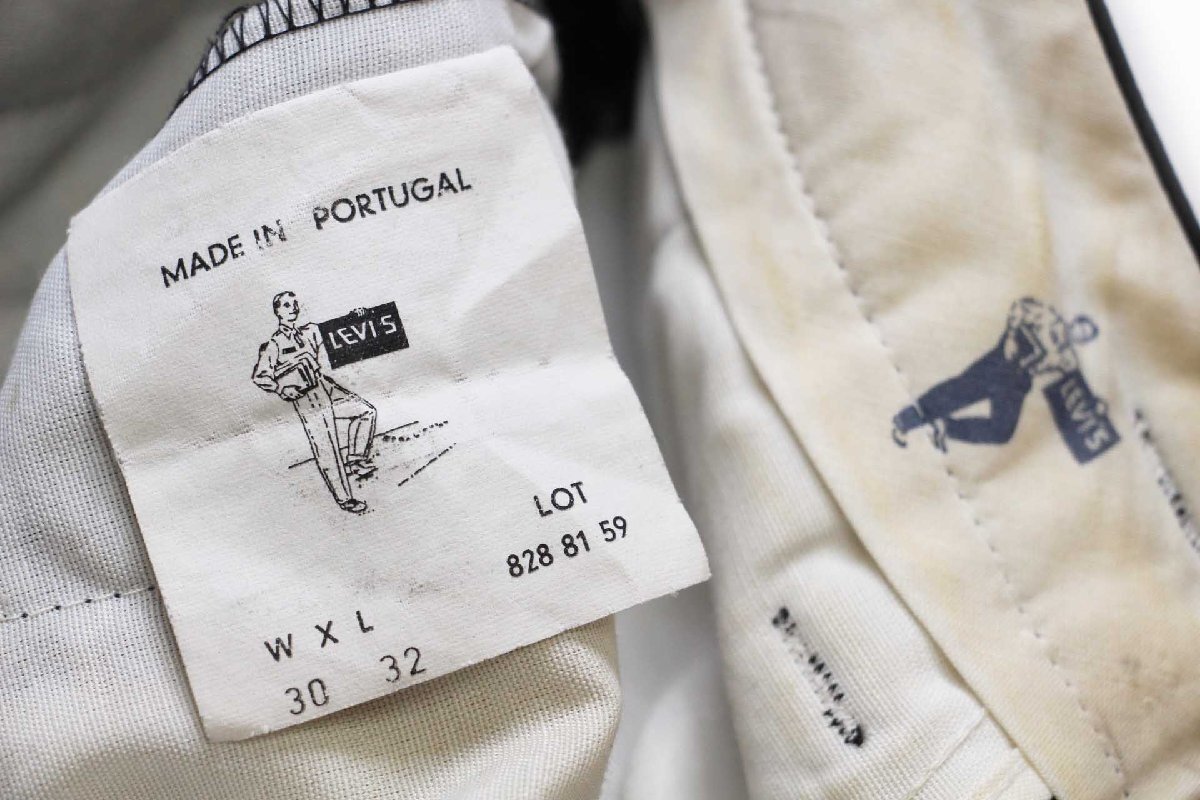 MADE IN PORTUGAL
LEVI'S
LOT
828 81 59
W X L
30 32
LEVI'S